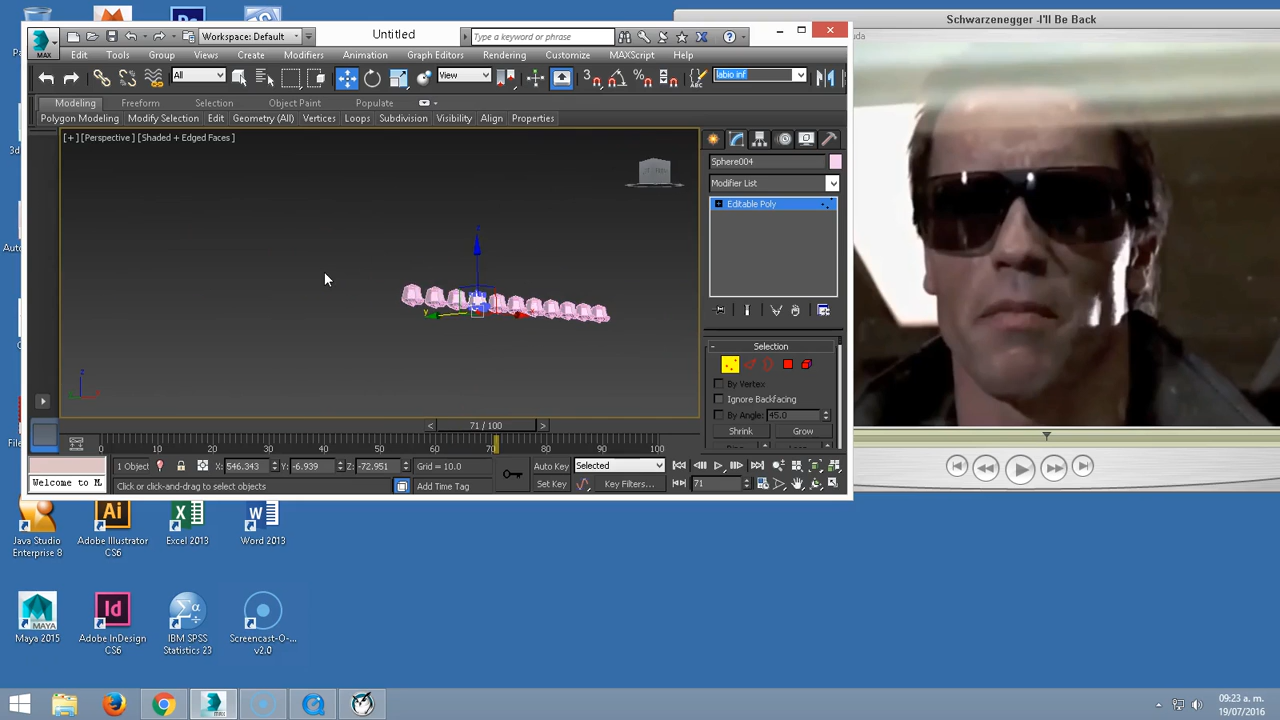 Schwarzenegger -I'll Be Back
uda
MAX
Workspace: Default
Untitled
Type a keyword or phrase
Edit Tools Group Views Create Modifiers Animation Graph Editors Rendering Customize MAXScript Help
All
View
labio inf
Modeling Freeform Selection Object Paint Populate
Polygon Modeling Modify Selection Edit Geometry (All) Vertices Loops Subdivision Visibility Align Properties
[+] [Perspective] [Shaded + Edged Faces]
Sphere004
Modifier List
Editable Poly
Selection
By Vertex
Ignore Backfacing
By Angle: 45.0
Shrink Grow
z
y
z
< 71 / 100 >
0 10 20 30 40 50 60 70 80 90 100
1 Object X: 546.343 Y: -6.939 Z: -72.951 Grid = 10.0 Auto Key Selected
Welcome to M
Click or click-and-drag to select objects Add Time Tag Set Key Key Filters... 71
Java Studio Enterprise 8
Adobe Illustrator CS6
Excel 2013
Word 2013
Maya 2015
Adobe InDesign CS6
IBM SPSS Statistics 23
Screencast-O-... v2.0
09:23 a. m.
19/07/2016